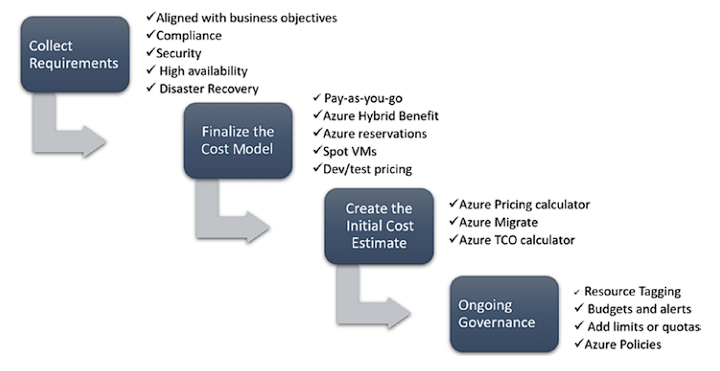 Collect
Requirements
✓Aligned with business objectives
✓Compliance
✓Security
✓ High availability
✓ Disaster Recovery
Finalize the
Cost Model
✓ Pay-as-you-go
✓Azure Hybrid Benefit
✓Azure reservations
✓Spot VMs
✓Dev/test pricing
Create the
Initial Cost
Estimate
✓Azure Pricing calculator
✓Azure Migrate
✓Azure TCO calculator
Ongoing
Governance
✓ Resource Tagging
✓ Budgets and alerts
✓ Add limits or quotas
✓Azure Policies